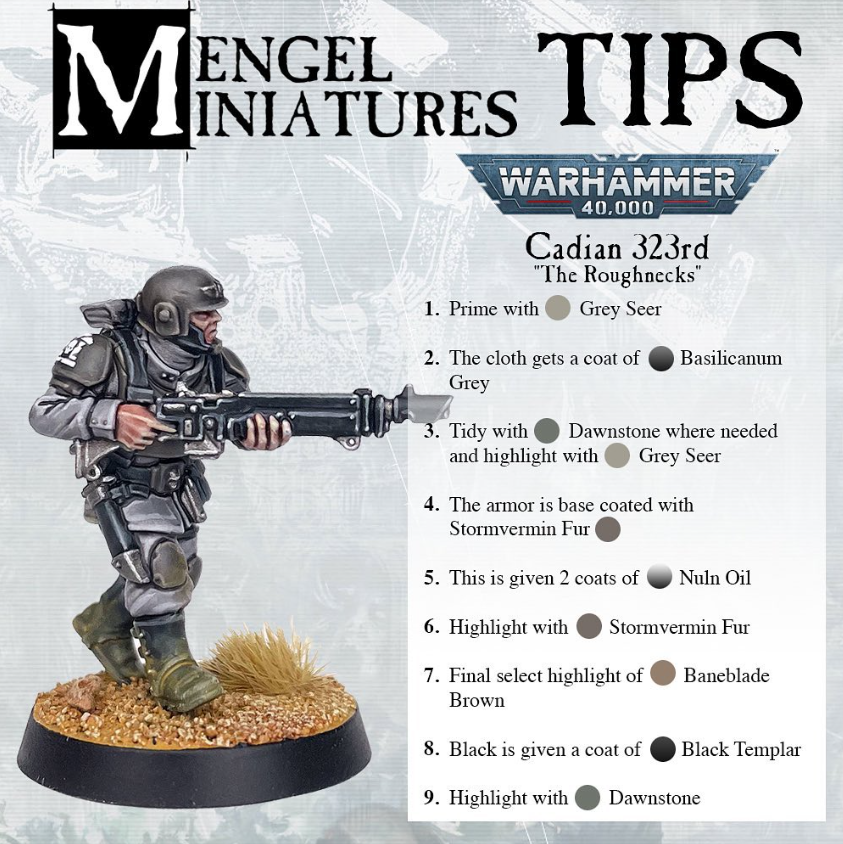 MENGEL MINIATURES TIPS
WARHAMMER
40,000
Cadian 323rd
"The Roughnecks"
1. Prime with Grey Seer
2. The cloth gets a coat of Basilicanum
Grey
3. Tidy with Dawnstone where needed
and highlight with Grey Seer
4. The armor is base coated with
Stormvermin Fur
5. This is given 2 coats of Nuln Oil
6. Highlight with Stormvermin Fur
7. Final select highlight of Baneblade
Brown
8. Black is given a coat of Black Templar
9. Highlight with Dawnstone